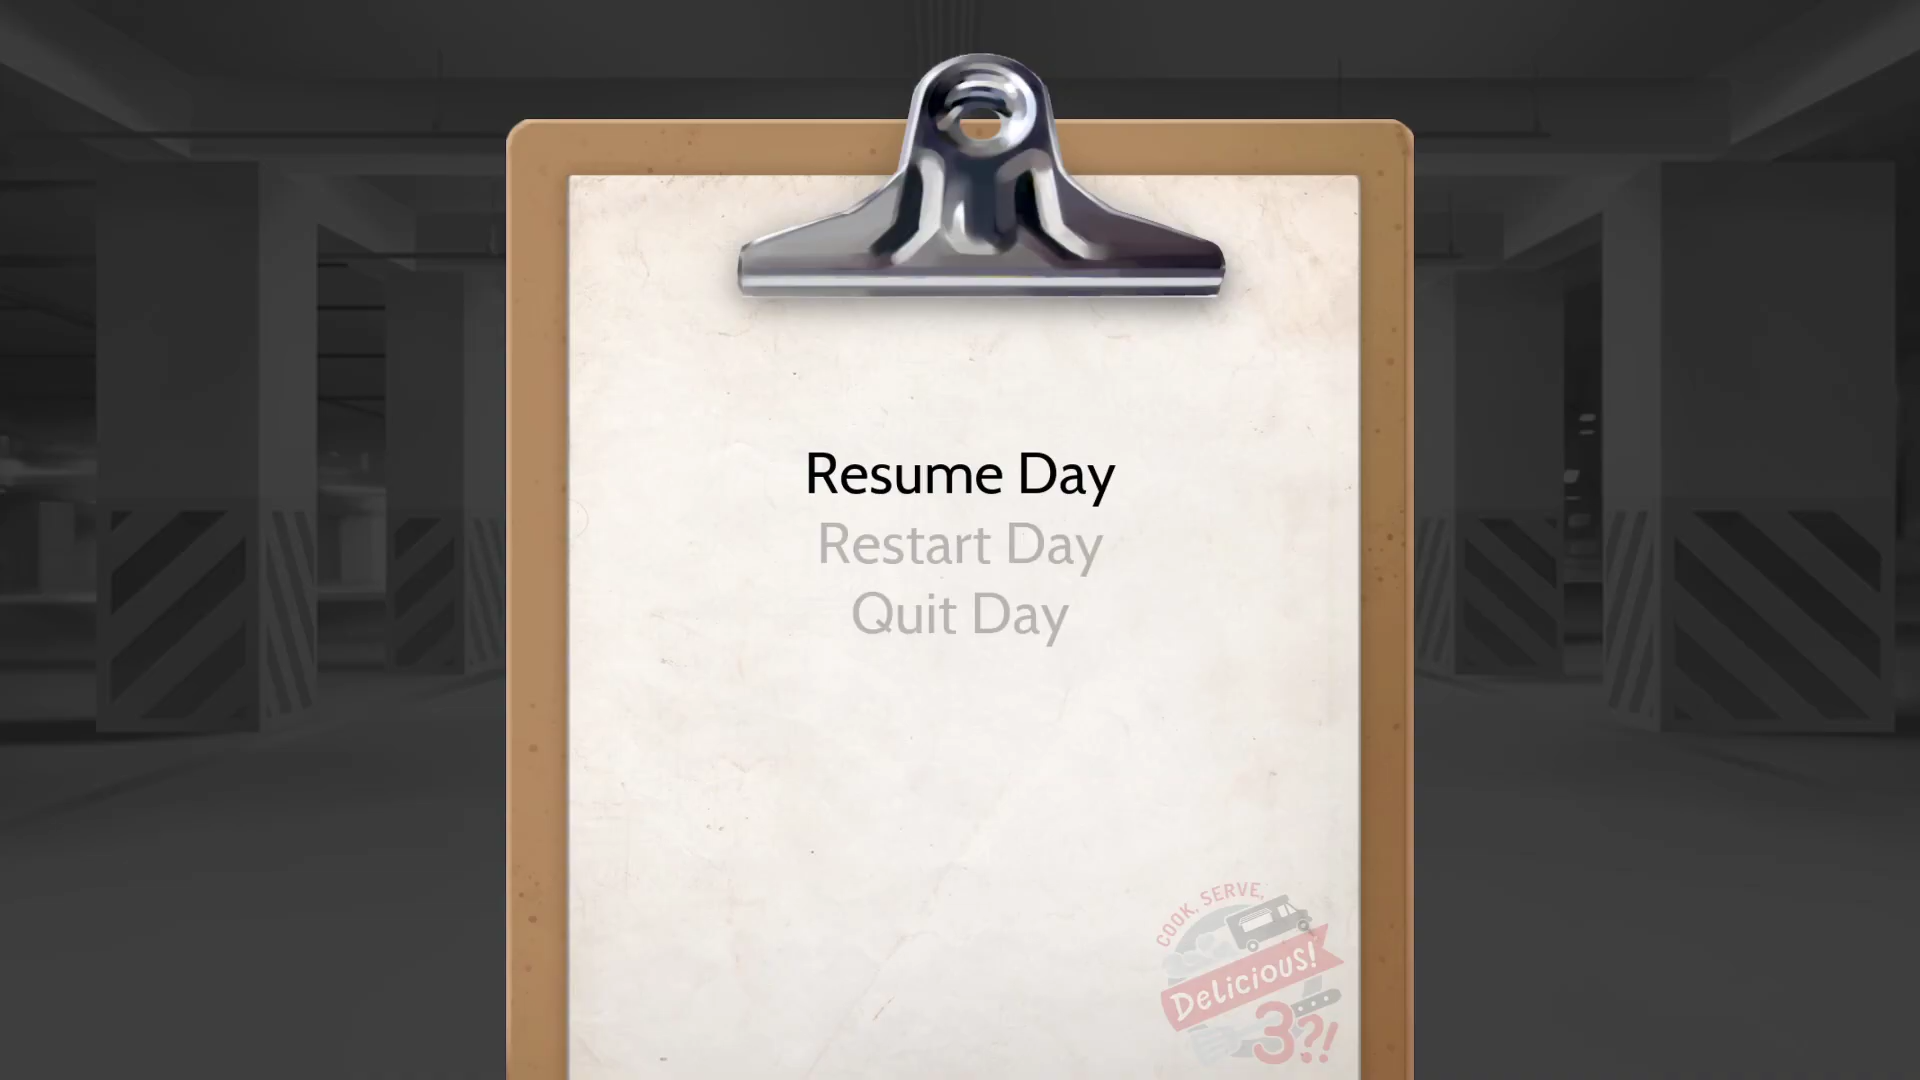 Resume Day
Restart Day
Quit Day
COOK, SERVE,
Delicious!
3?!